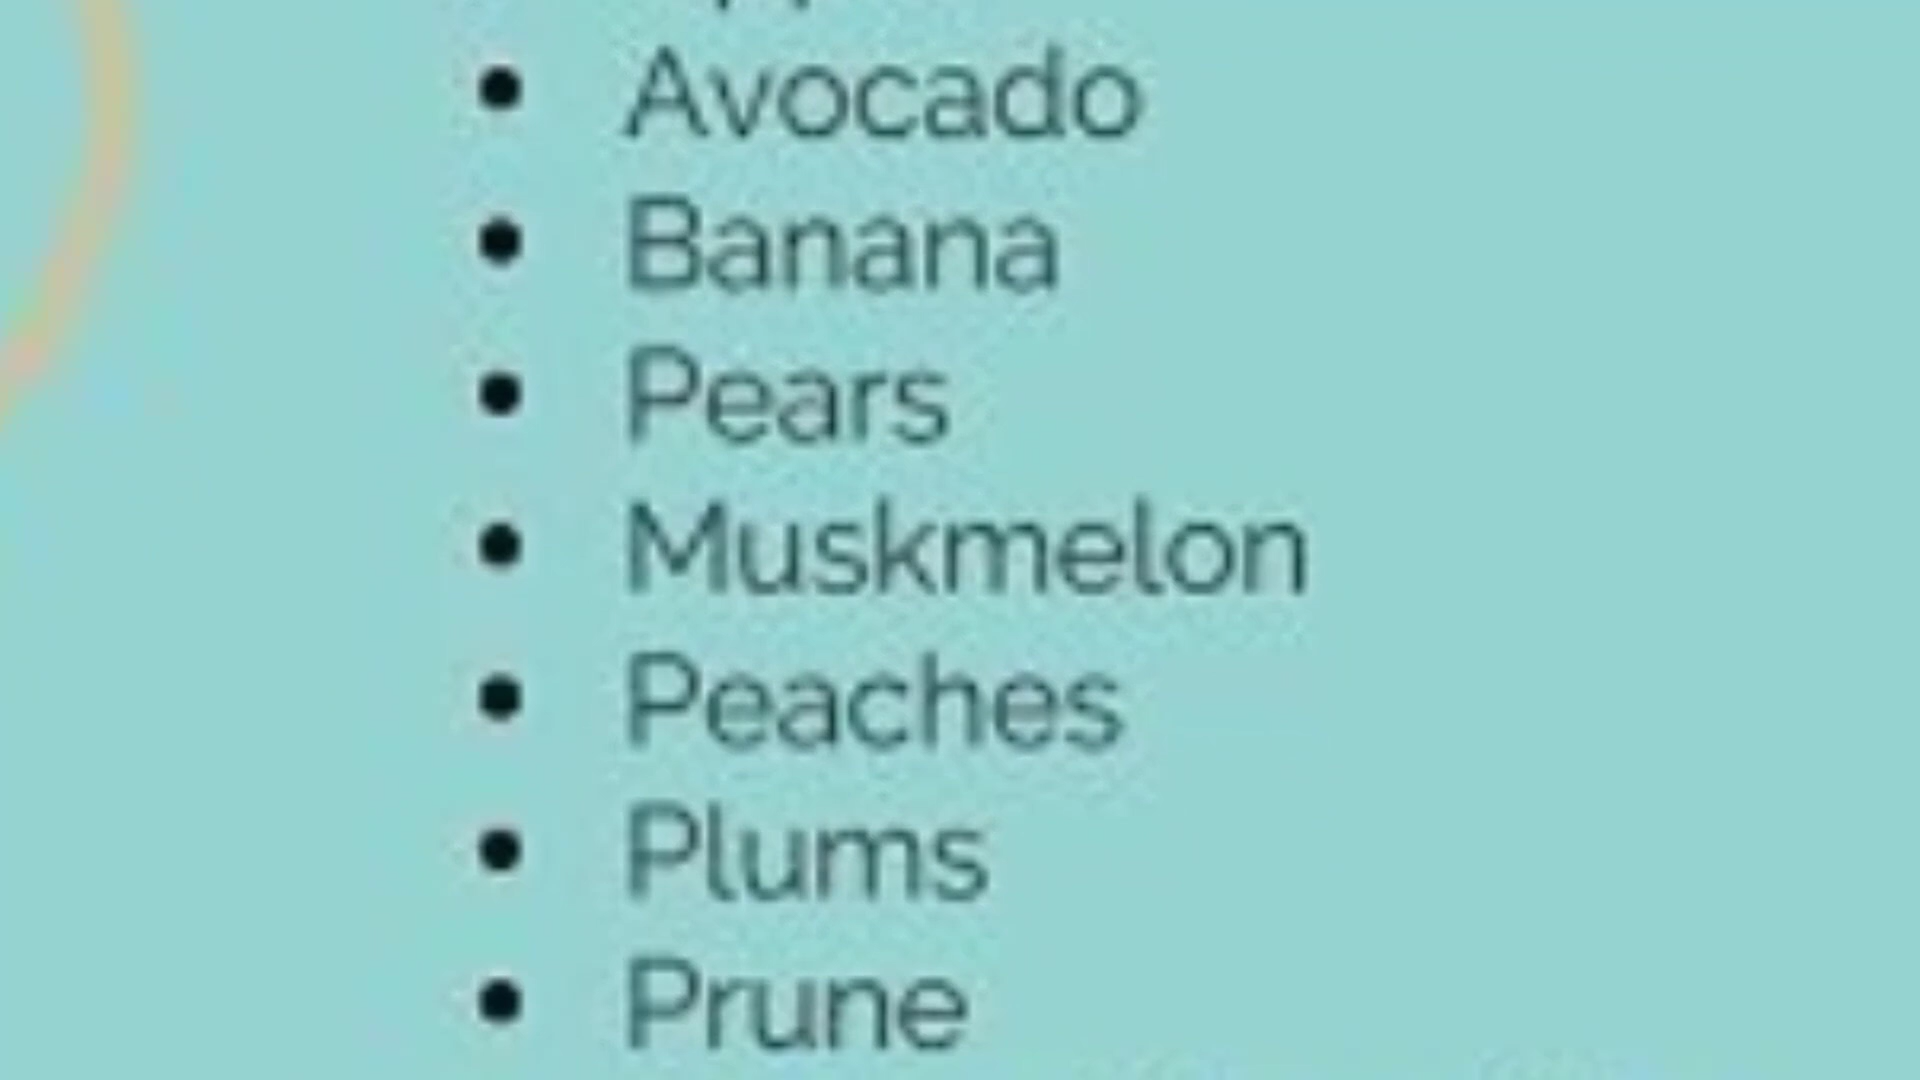 • Avocado
• Banana
• Pears
• Muskmelon
• Peaches
• Plums
• Prune